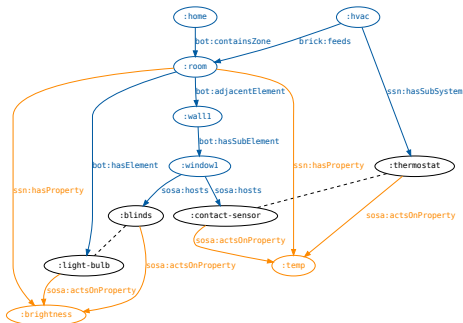 :home
:hvac
bot:containsZone
brick:feeds
:room
bot:adjacentElement
ssn:hasSubSystem
:wall1
bot:hasSubElement
bot:hasElement
:window1
ssn:hasProperty
:thermostat
ssn:hasProperty
sosa:hosts
sosa:hosts
:blinds
:contact-sensor
sosa:actsOnProperty
sosa:actsOnProperty
:light-bulb
sosa:actsOnProperty
:temp
sosa:actsOnProperty
:brightness